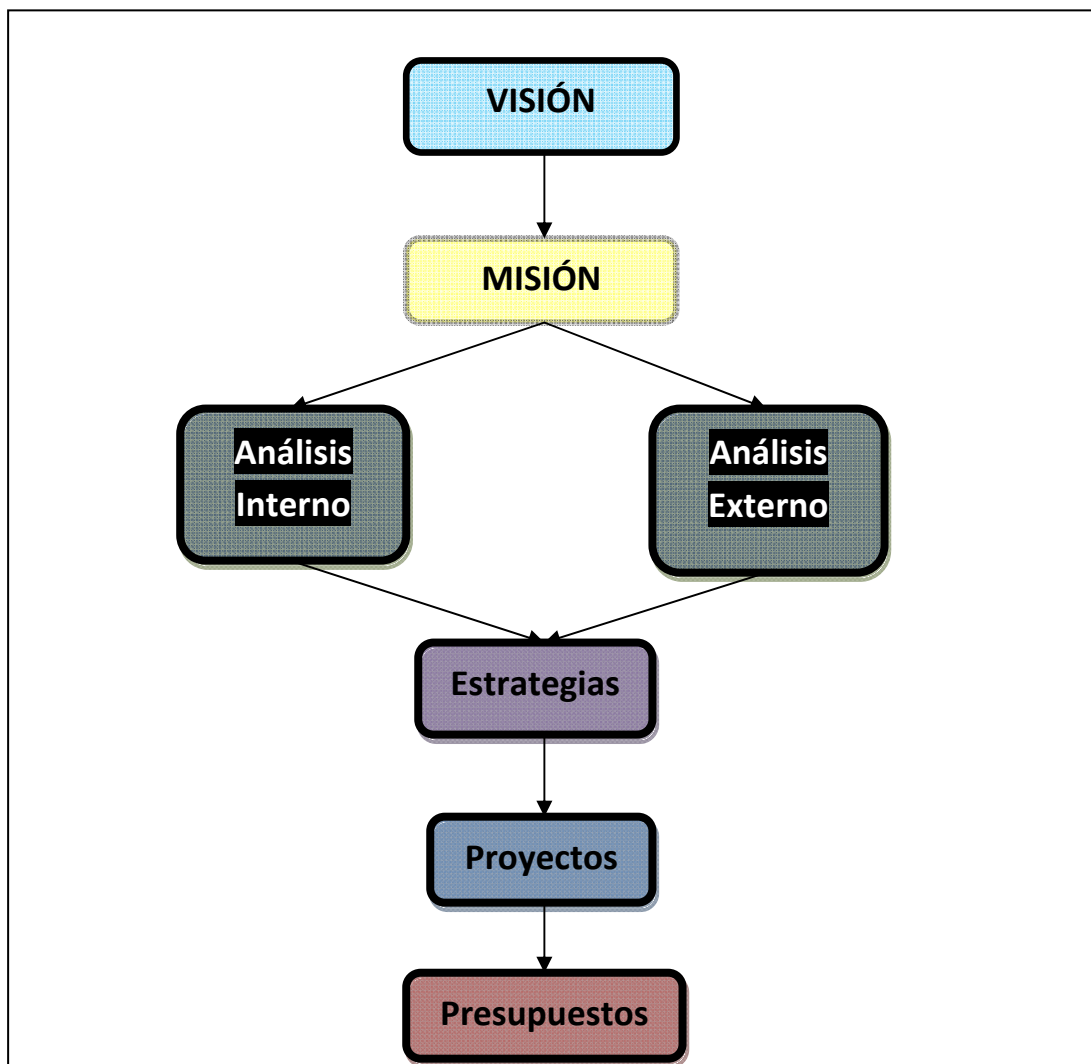 VISIÓN
MISIÓN
Análisis
Interno
Análisis
Externo
Estrategias
Proyectos
Presupuestos